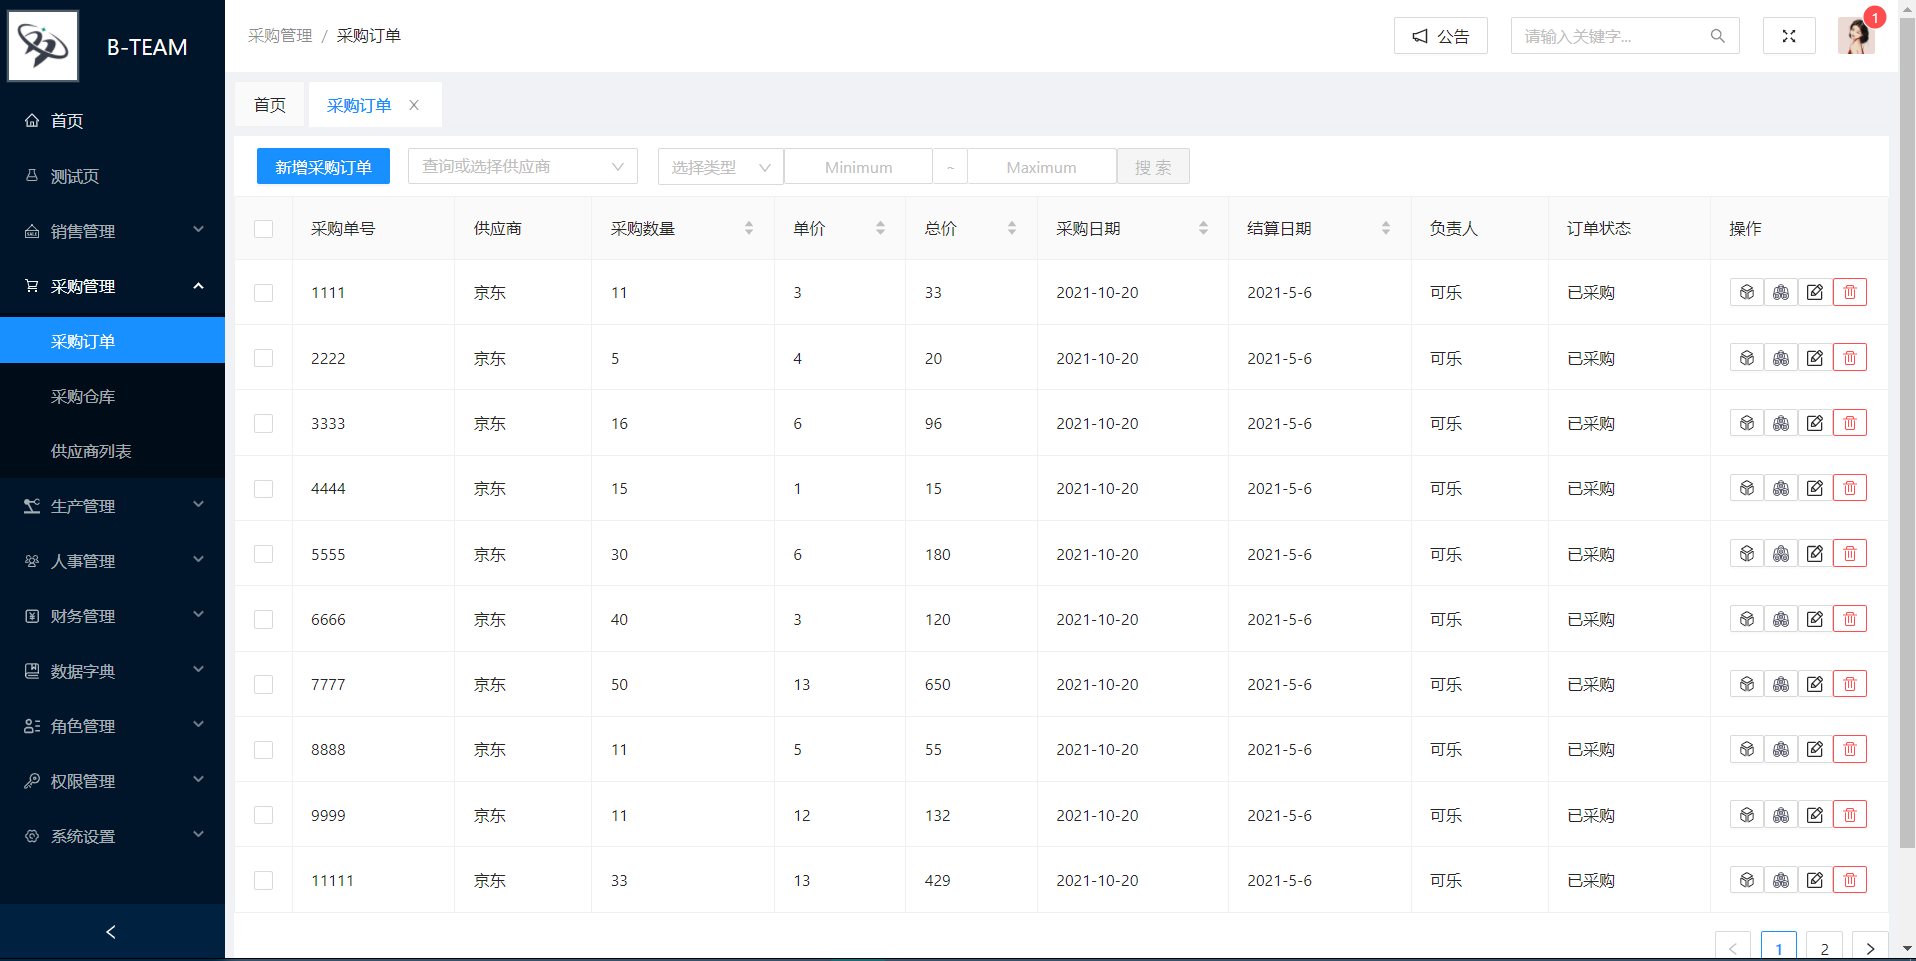 B-TEAM
首页
测试页
销售管理
采购管理
采购订单
采购仓库
供应商列表
生产管理
人事管理
财务管理
数据字典
角色管理
权限管理
系统设置
采购管理 / 采购订单
公告
请输入关键字...
1
首页 采购订单
新增采购订单 查询或选择供应商 选择类型 Minimum ~ Maximum 搜 索
采购单号 供应商 采购数量 单价 总价 采购日期 结算日期 负责人 订单状态 操作
1111 京东 11 3 33 2021-10-20 2021-5-6 可乐 已采购
2222 京东 5 4 20 2021-10-20 2021-5-6 可乐 已采购
3333 京东 16 6 96 2021-10-20 2021-5-6 可乐 已采购
4444 京东 15 1 15 2021-10-20 2021-5-6 可乐 已采购
5555 京东 30 6 180 2021-10-20 2021-5-6 可乐 已采购
6666 京东 40 3 120 2021-10-20 2021-5-6 可乐 已采购
7777 京东 50 13 650 2021-10-20 2021-5-6 可乐 已采购
8888 京东 11 5 55 2021-10-20 2021-5-6 可乐 已采购
9999 京东 11 12 132 2021-10-20 2021-5-6 可乐 已采购
11111 京东 33 13 429 2021-10-20 2021-5-6 可乐 已采购
1 2